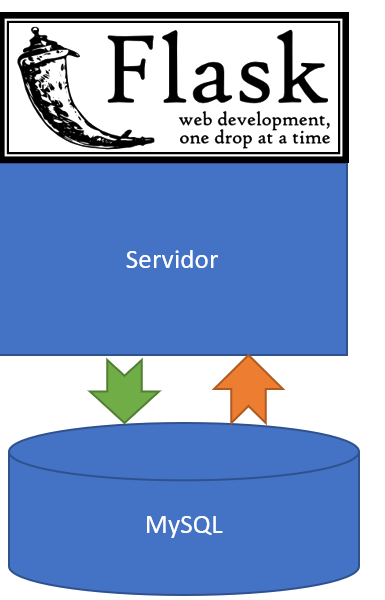 Flask
web development,
one drop at a time
Servidor
MySQL